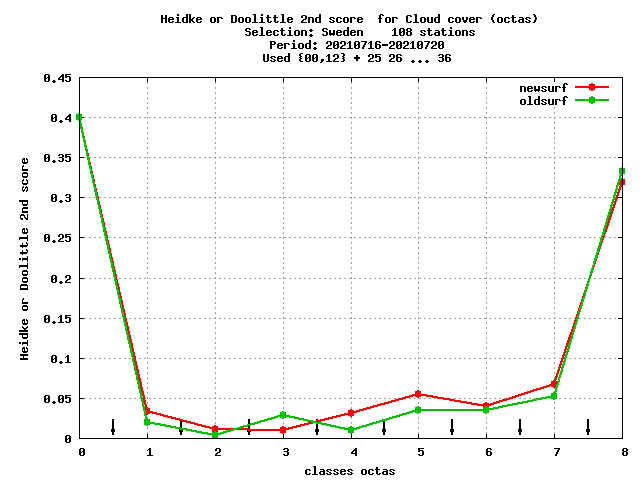 Heidke or Doolittle 2nd score  for Cloud cover (octas)
Selection: Sweden    108 stations
Period: 20210716-20210720
Used {00,12} + 25 26 ... 36
newsurf
oldsurf
Heidke or Doolittle 2nd score
0.45
0.4
0.35
0.3
0.25
0.2
0.15
0.1
0.05
0
0 1 2 3 4 5 6 7 8
classes octas